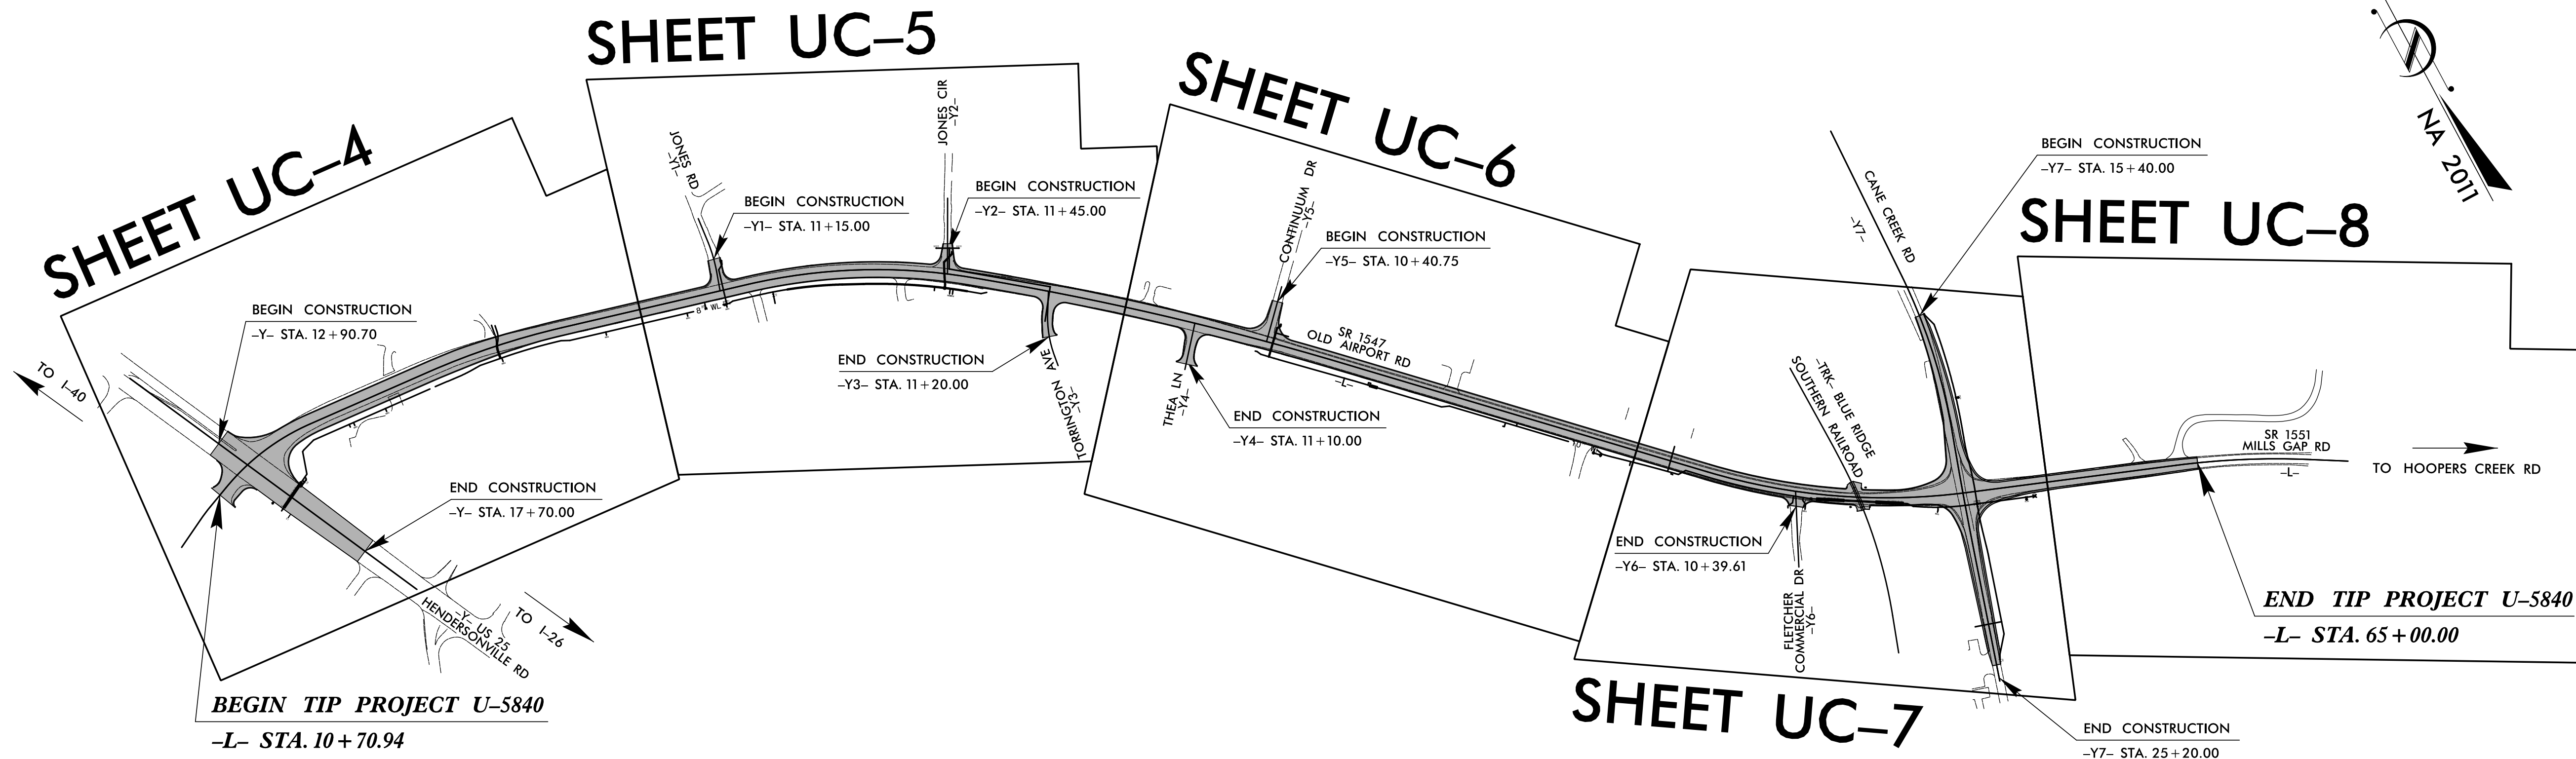 SHEET UC–4
SHEET UC–5
SHEET UC–6
SHEET UC–8
SHEET UC–7
NA 2011
TO I–40
BEGIN CONSTRUCTION
–Y– STA. 12+90.70
END CONSTRUCTION
–Y– STA. 17+70.00
–Y– US 25
HENDERSONVILLE RD
TO I–26
BEGIN TIP PROJECT U–5840
–L– STA. 10+70.94
JONES RD
–Y1–
BEGIN CONSTRUCTION
–Y1– STA. 11+15.00
8" WL
JONES CIR
–Y2–
BEGIN CONSTRUCTION
–Y2– STA. 11+45.00
END CONSTRUCTION
–Y3– STA. 11+20.00
TORRINGTON AVE
–Y3–
THEA LN
–Y4–
END CONSTRUCTION
–Y4– STA. 11+10.00
CONTINUUM DR
–Y5–
BEGIN CONSTRUCTION
–Y5– STA. 10+40.75
SR 1547
OLD AIRPORT RD
–L–
END CONSTRUCTION
–Y6– STA. 10+39.61
FLETCHER
COMMERCIAL DR
–Y6–
–TRK– BLUE RIDGE
SOUTHERN RAILROAD
CANE CREEK RD
–Y7–
BEGIN CONSTRUCTION
–Y7– STA. 15+40.00
END CONSTRUCTION
–Y7– STA. 25+20.00
SR 1551
MILLS GAP RD
–L–
TO HOOPERS CREEK RD
END TIP PROJECT U–5840
–L– STA. 65+00.00